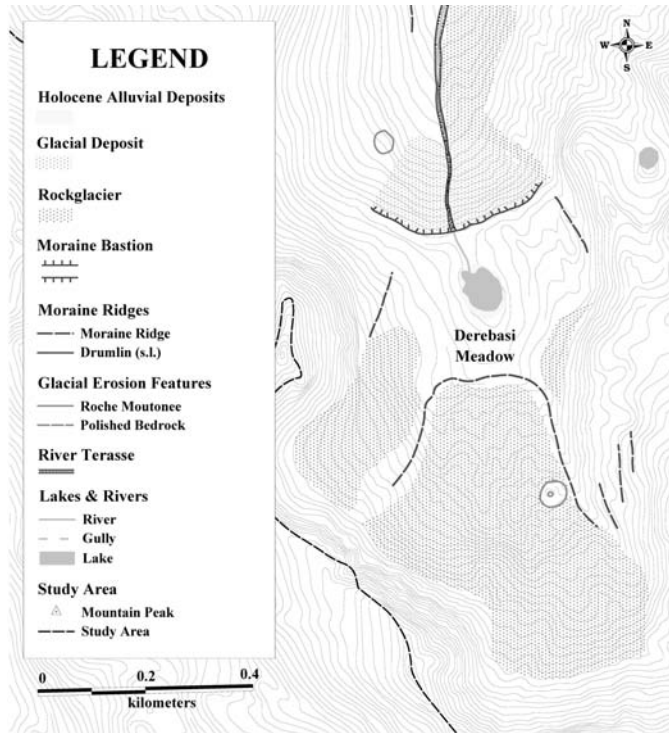 LEGEND
Holocene Alluvial Deposits
Glacial Deposit
Rockglacier
Moraine Bastion
Moraine Ridges
Moraine Ridge
Drumlin (s.l.)
Glacial Erosion Features
Roche Moutonee
Polished Bedrock
River Terasse
Lakes & Rivers
River
Gully
Lake
Study Area
Mountain Peak
Study Area
0 0.2 0.4
kilometers
N
W E
S
Derebasi
Meadow